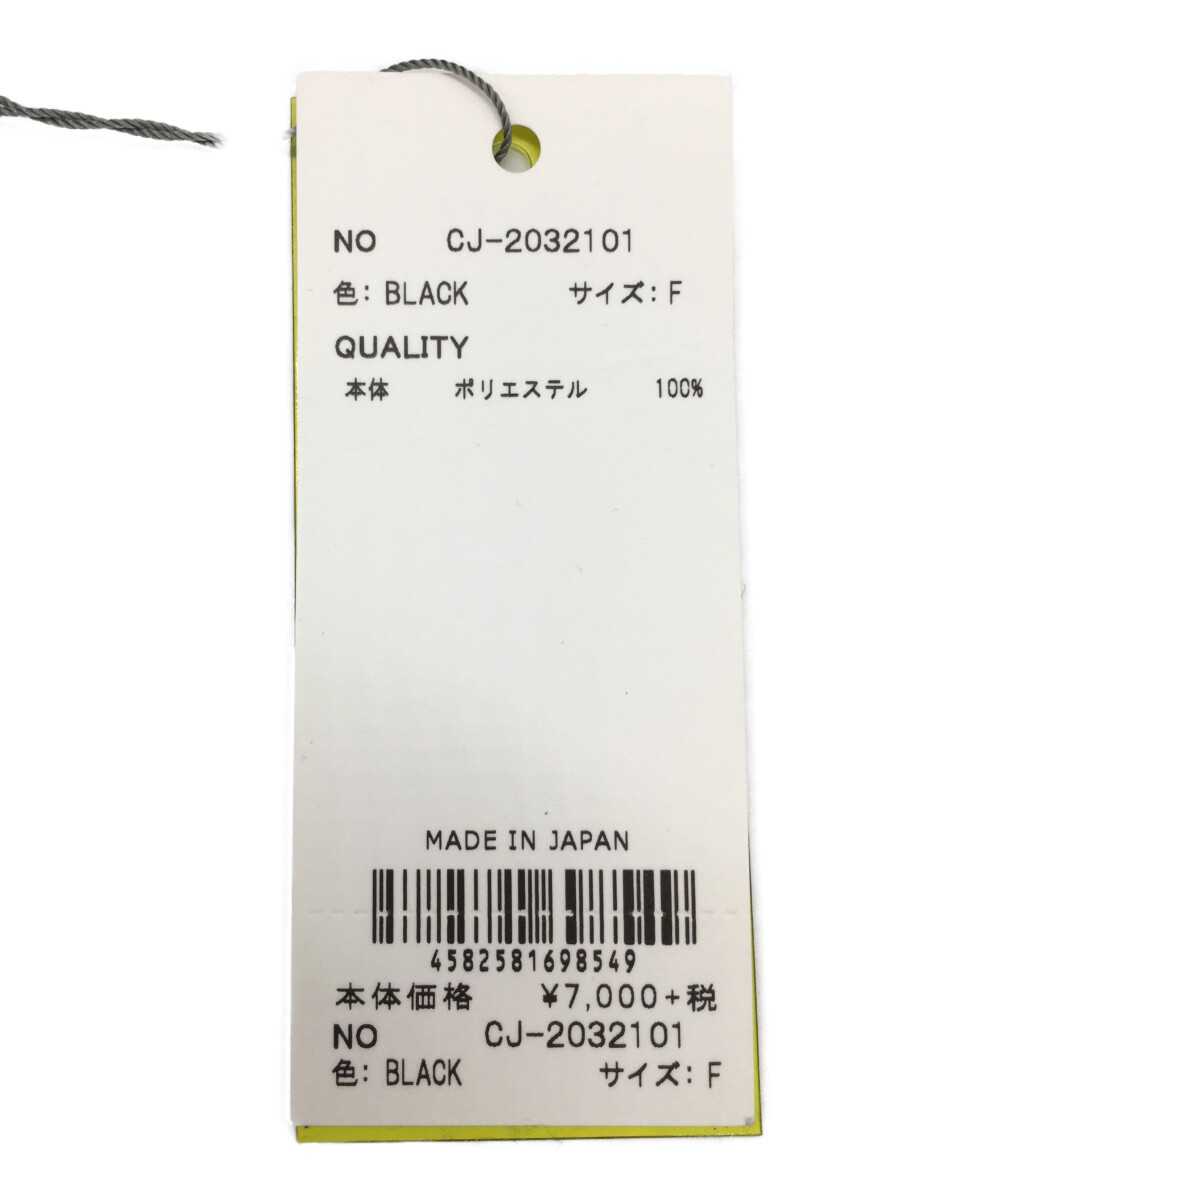 NO CJ-2032101
色: BLACK サイズ: F
QUALITY
本体 ポリエステル 100%
MADE IN JAPAN
4582581698549
本体価格 ¥7,000+税
NO CJ-2032101
色: BLACK サイズ: F